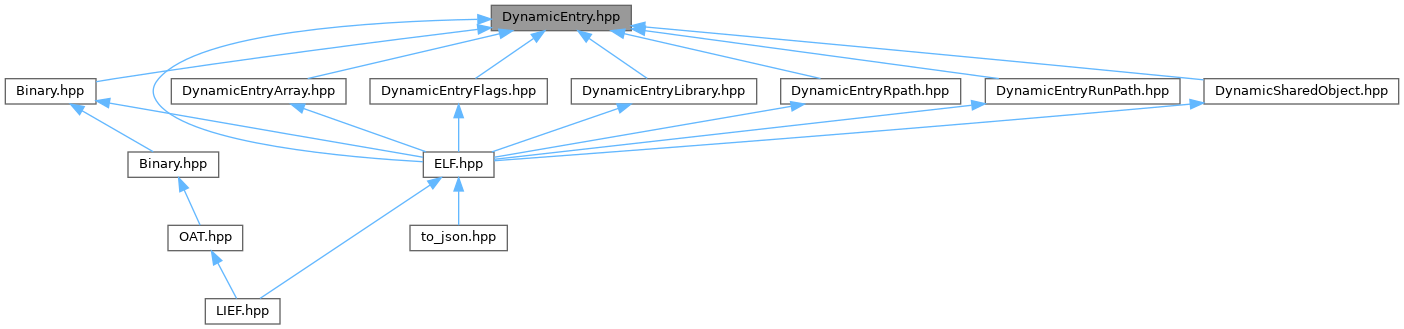 DynamicEntry.hpp
Binary.hpp
DynamicEntryArray.hpp
DynamicEntryFlags.hpp
DynamicEntryLibrary.hpp
DynamicEntryRpath.hpp
DynamicEntryRunPath.hpp
DynamicSharedObject.hpp
Binary.hpp
ELF.hpp
OAT.hpp
to_json.hpp
LIEF.hpp